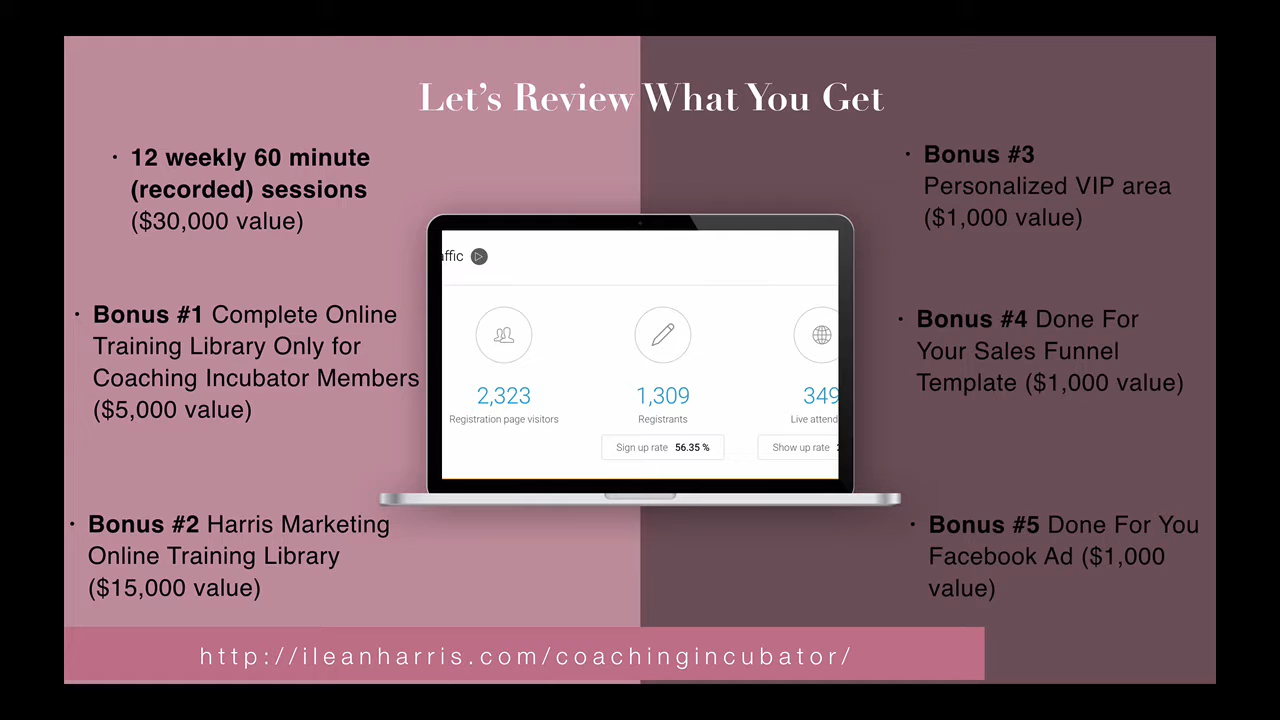 Let's Review What You Get
· 12 weekly 60 minute
(recorded) sessions
($30,000 value)
· Bonus #1 Complete Online
Training Library Only for
Coaching Incubator Members
($5,000 value)
· Bonus #2 Harris Marketing
Online Training Library
($15,000 value)
affic
2,323
Registration page visitors
1,309
Registrants
Sign up rate 56.35 %
349
Live attend
Show up rate
· Bonus #3
Personalized VIP area
($1,000 value)
· Bonus #4 Done For
Your Sales Funnel
Template ($1,000 value)
· Bonus #5 Done For You
Facebook Ad ($1,000
value)
http://ileanharris.com/coachingincubator/